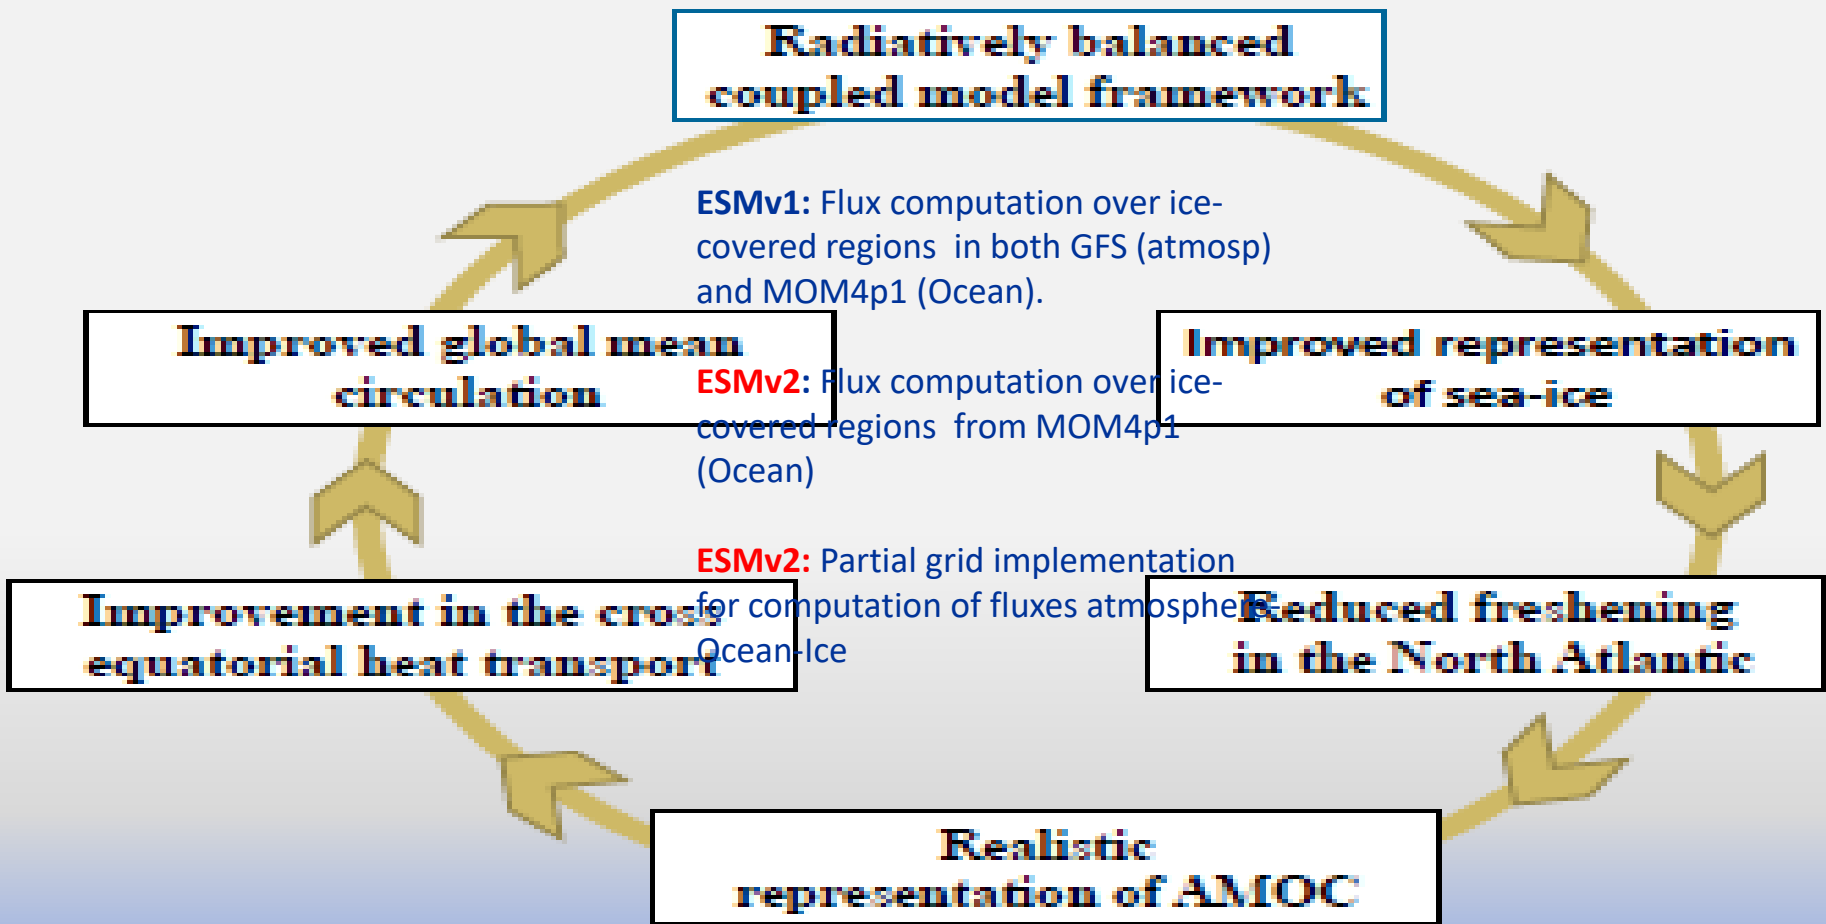 Radiatively balanced
coupled model framework
ESMv1: Flux computation over ice-
covered regions in both GFS (atmosp)
and MOM4p1 (Ocean).
Improved global mean
circulation
Improved representation
of sea-ice
ESMv2: Flux computation over ice-
covered regions from MOM4p1
(Ocean)
ESMv2: Partial grid implementation
for computation of fluxes atmosphere
Ocean-Ice
Improvement in the cross
equatorial heat transport
Reduced freshening
in the North Atlantic
Realistic
representation of AMOC